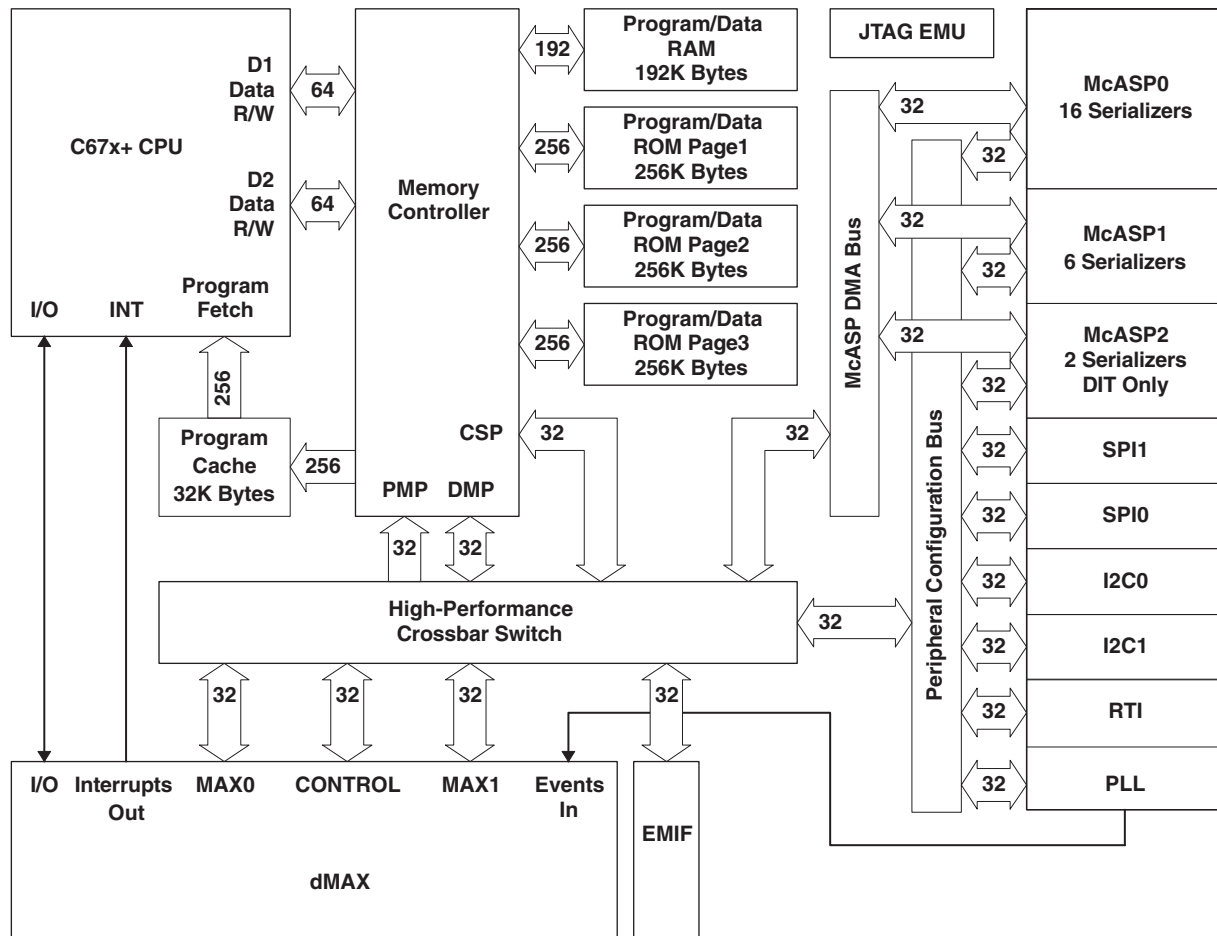 C67x+ CPU
D1
Data
R/W
D2
Data
R/W
I/O
INT
Program
Fetch
64
64
256
Program
Cache
32K Bytes
256
Memory
Controller
CSP
PMP
DMP
192
Program/Data
RAM
192K Bytes
256
Program/Data
ROM Page1
256K Bytes
256
Program/Data
ROM Page2
256K Bytes
256
Program/Data
ROM Page3
256K Bytes
JTAG EMU
32
32
32
32
High-Performance
Crossbar Switch
32
32
32
32
32
I/O
Interrupts
Out
MAX0
CONTROL
MAX1
Events
In
dMAX
EMIF
McASP DMA Bus
Peripheral Configuration Bus
32
32
McASP0
16 Serializers
32
32
McASP1
6 Serializers
32
32
McASP2
2 Serializers
DIT Only
32
SPI1
32
SPI0
32
I2C0
32
I2C1
32
RTI
32
PLL